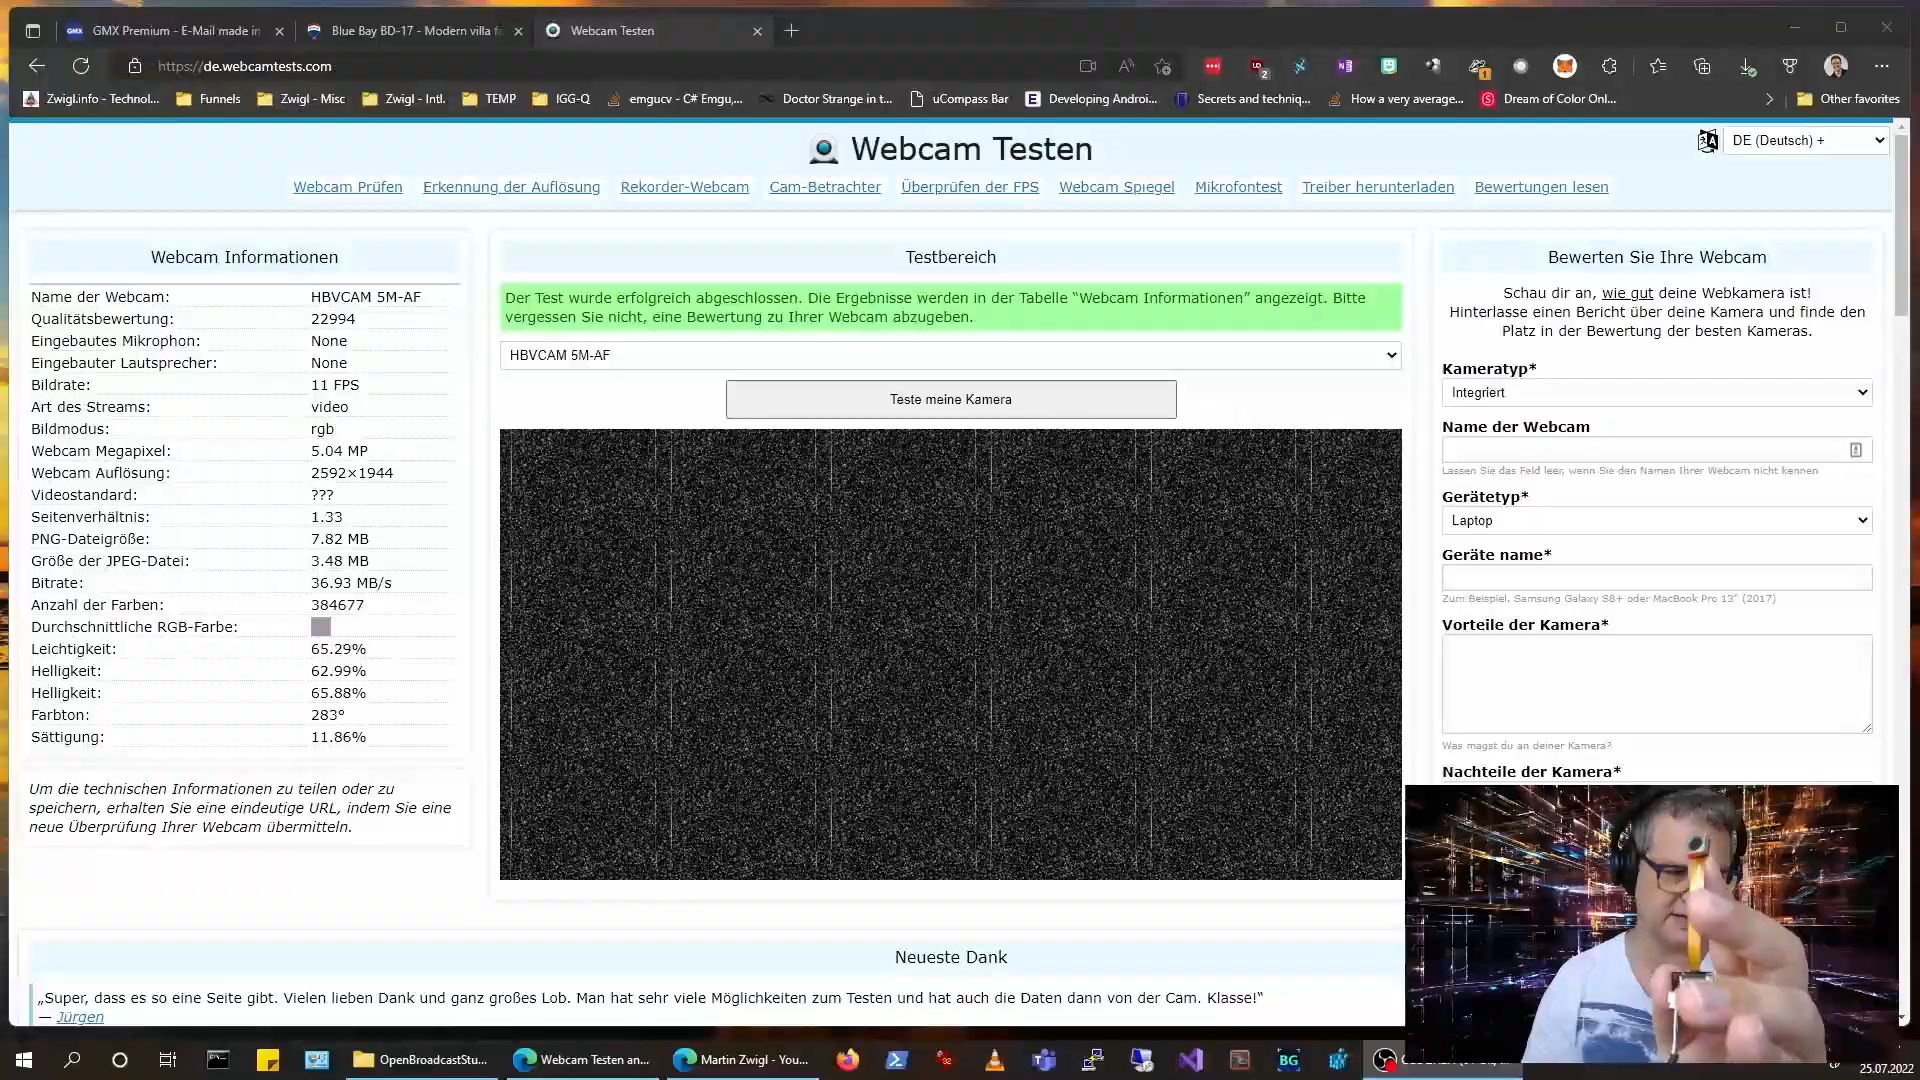 GMX Premium - E-Mail made in
Blue Bay BD-17 - Modern villa f
Webcam Testen
https://de.webcamtests.com
Zwigl.info - Technol...
Funnels
Zwigl - Misc
Zwigl - Intl.
TEMP
IGG-Q
emgucv - C# Emgu,...
Doctor Strange in t...
uCompass Bar
Developing Androi...
Secrets and techniq...
How a very average...
Dream of Color Onl...
Other favorites
Webcam Testen
DE (Deutsch) +
Webcam Prüfen
Erkennung der Auflösung
Rekorder-Webcam
Cam-Betrachter
Überprüfen der FPS
Webcam Spiegel
Mikrofontest
Treiber herunterladen
Bewertungen lesen
Webcam Informationen
Name der Webcam: HBVCAM 5M-AF
Qualitätsbewertung: 22994
Eingebautes Mikrophon: None
Eingebauter Lautsprecher: None
Bildrate: 11 FPS
Art des Streams: video
Bildmodus: rgb
Webcam Megapixel: 5.04 MP
Webcam Auflösung: 2592×1944
Videostandard: ???
Seitenverhältnis: 1.33
PNG-Dateigröße: 7.82 MB
Größe der JPEG-Datei: 3.48 MB
Bitrate: 36.93 MB/s
Anzahl der Farben: 384677
Durchschnittliche RGB-Farbe:
Leichtigkeit: 65.29%
Helligkeit: 62.99%
Helligkeit: 65.88%
Farbton: 283°
Sättigung: 11.86%
Um die technischen Informationen zu teilen oder zu
speichern, erhalten Sie eine eindeutige URL, indem Sie eine
neue Überprüfung Ihrer Webcam übermitteln.
Testbereich
Der Test wurde erfolgreich abgeschlossen. Die Ergebnisse werden in der Tabelle “Webcam Informationen” angezeigt. Bitte
vergessen Sie nicht, eine Bewertung zu Ihrer Webcam abzugeben.
HBVCAM 5M-AF
Teste meine Kamera
Bewerten Sie Ihre Webcam
Schau dir an, wie gut deine Webkamera ist!
Hinterlasse einen Bericht über deine Kamera und finde den
Platz in der Bewertung der besten Kameras.
Kameratyp*
Integriert
Name der Webcam
Lassen Sie das Feld leer, wenn Sie den Namen Ihrer Webcam nicht kennen
Gerätetyp*
Laptop
Geräte name*
Zum Beispiel, Samsung Galaxy S8+ oder MacBook Pro 13" (2017)
Vorteile der Kamera*
Was magst du an deiner Kamera?
Nachteile der Kamera*
Neueste Dank
„Super, dass es so eine Seite gibt. Vielen lieben Dank und ganz großes Lob. Man hat sehr viele Möglichkeiten zum Testen und hat auch die Daten dann von der Cam. Klasse!“
— Jürgen
OpenBroadcastStu...
Webcam Testen an...
Martin Zwigl - You...
BG
25.07.2022